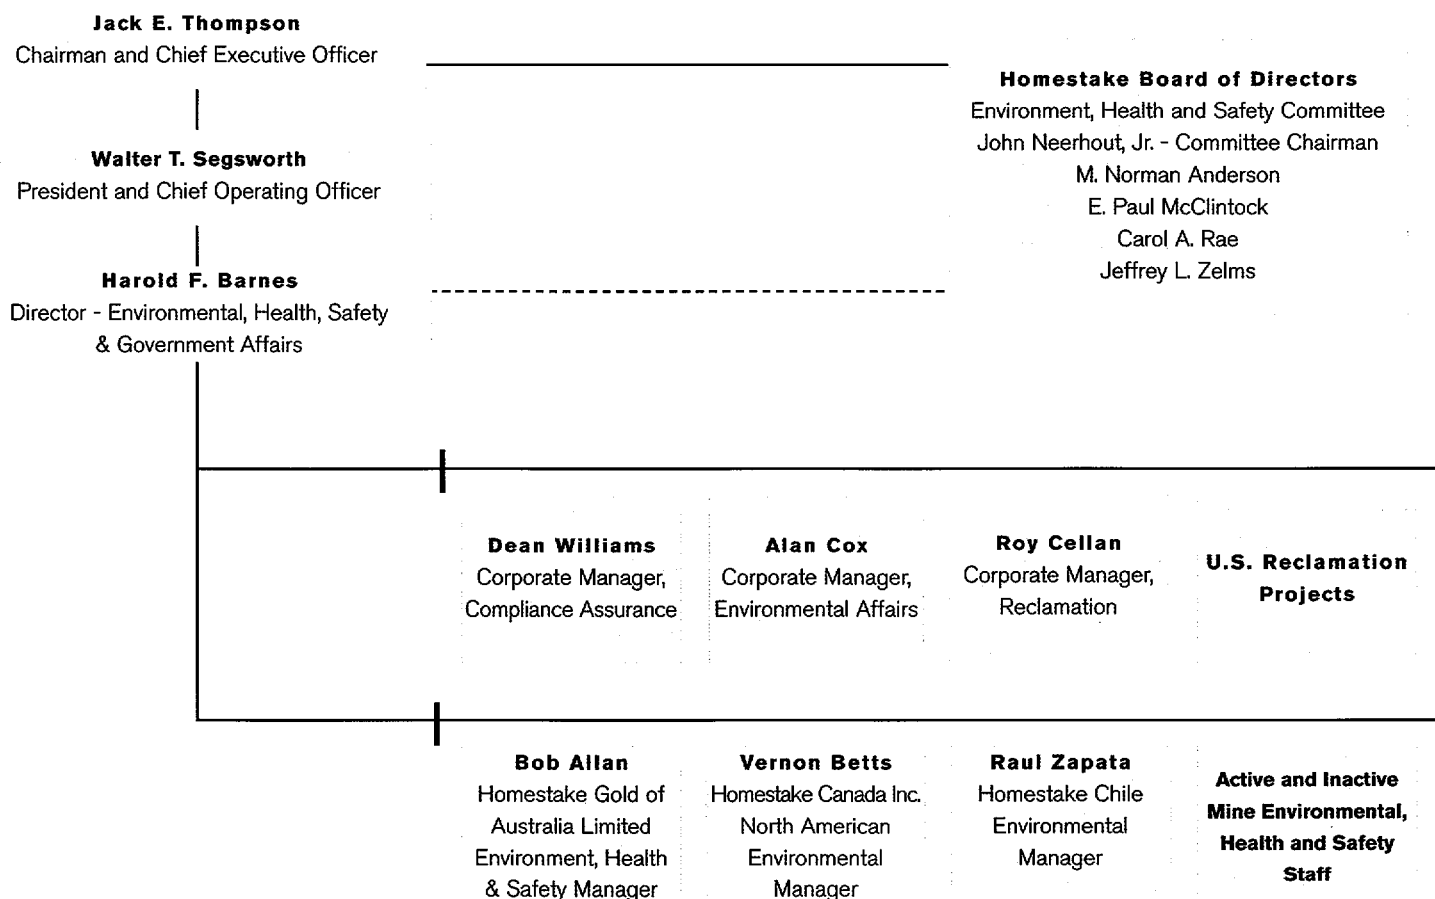 Jack E. Thompson
Chairman and Chief Executive Officer
Homestake Board of Directors
Environment, Health and Safety Committee
John Neerhout, Jr. - Committee Chairman
M. Norman Anderson
E. Paul McClintock
Carol A. Rae
Jeffrey L. Zelms
Walter T. Segsworth
President and Chief Operating Officer
Harold F. Barnes
Director - Environmental, Health, Safety
& Government Affairs
Dean Williams
Corporate Manager,
Compliance Assurance
Alan Cox
Corporate Manager,
Environmental Affairs
Roy Cellan
Corporate Manager,
Reclamation
U.S. Reclamation
Projects
Bob Allan
Homestake Gold of
Australia Limited
Environment, Health
& Safety Manager
Vernon Betts
Homestake Canada Inc.
North American
Environmental
Manager
Raul Zapata
Homestake Chile
Environmental
Manager
Active and Inactive
Mine Environmental,
Health and Safety
Staff